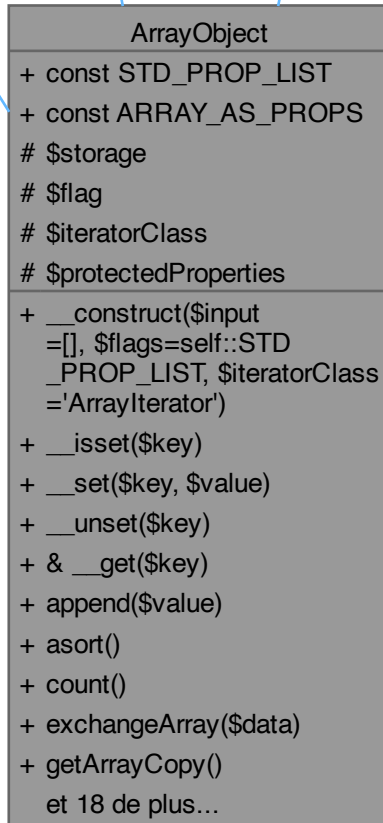 ArrayObject
+ const STD_PROP_LIST
+ const ARRAY_AS_PROPS
# $storage
# $flag
# $iteratorClass
# $protectedProperties
+ __construct($input
=[], $flags=self::STD
_PROP_LIST, $iteratorClass
='ArrayIterator')
+ __isset($key)
+ __set($key, $value)
+ __unset($key)
+ & __get($key)
+ append($value)
+ asort()
+ count()
+ exchangeArray($data)
+ getArrayCopy()
et 18 de plus...